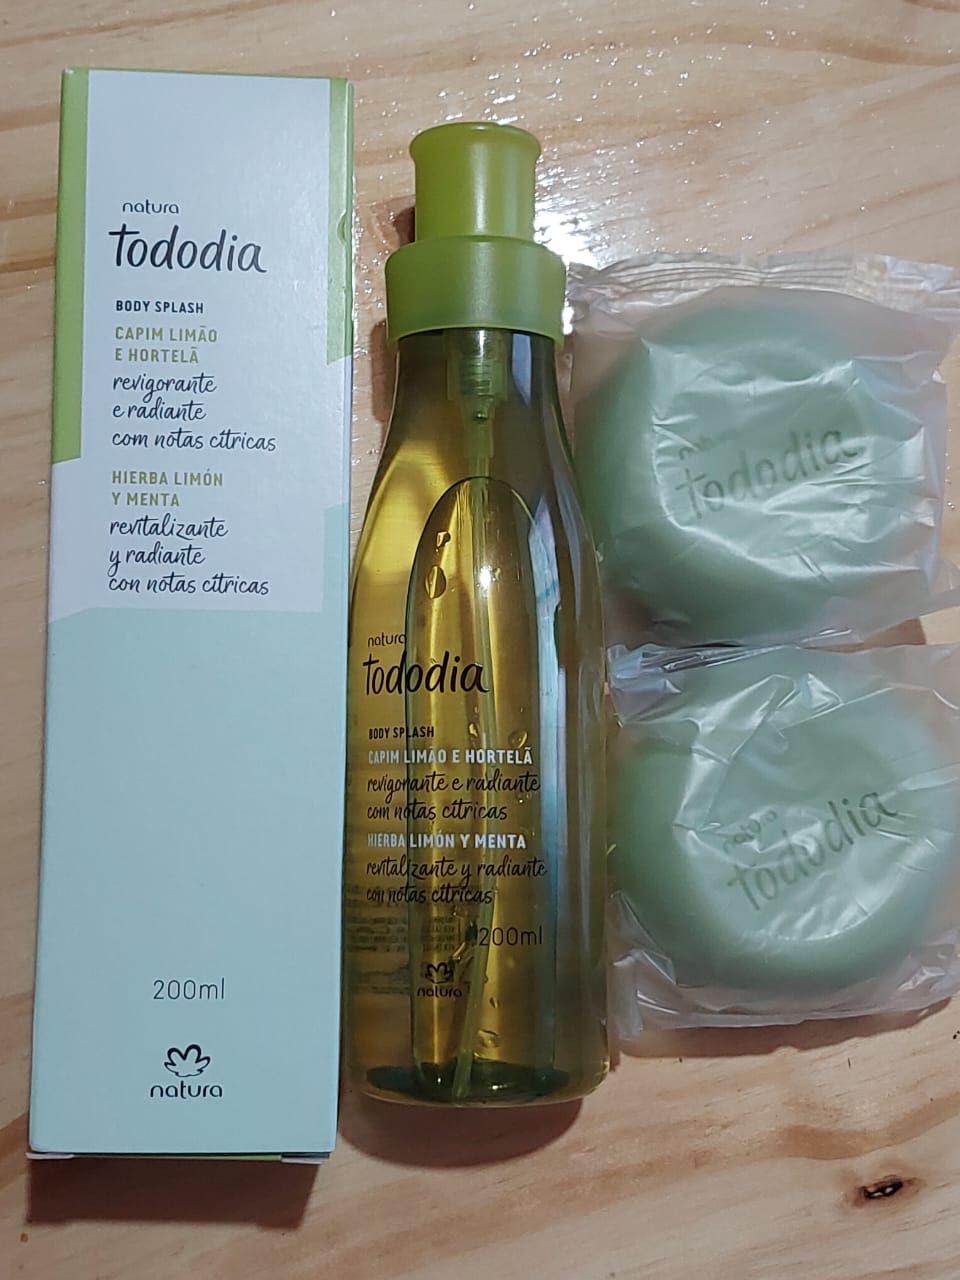 natura
tododia
BODY SPLASH
CAPIM LIMÃO
E HORTELÃ
revigorante
e radiante
com notas cítricas
HIERBA LIMÓN
Y MENTA
revitalizante
y radiante
con notas cítricas
200ml
natura
natura
tododia
BODY SPLASH
CAPIM LIMÃO E HORTELÃ
revigorante e radiante
com notas cítricas
HIERBA LIMÓN Y MENTA
revitalizante y radiante
con notas cítricas
200ml
natura
natura
tododia
natura
tododia